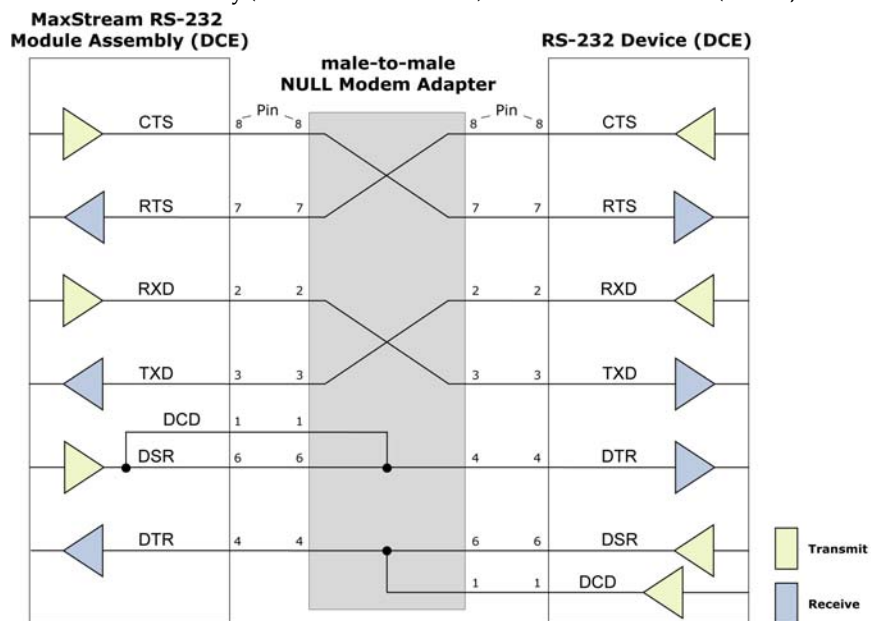 MaxStream RS-232
Module Assembly (DCE)
RS-232 Device (DCE)
male-to-male
NULL Modem Adapter
CTS 8 Pin 8 8 Pin 8 CTS
RTS 7 7 7 7 RTS
RXD 2 2 2 2 RXD
TXD 3 3 3 3 TXD
DCD 1 1
DSR 6 6 4 4 DTR
DTR 4 4 6 6 DSR
1 1 DCD
Transmit
Receive